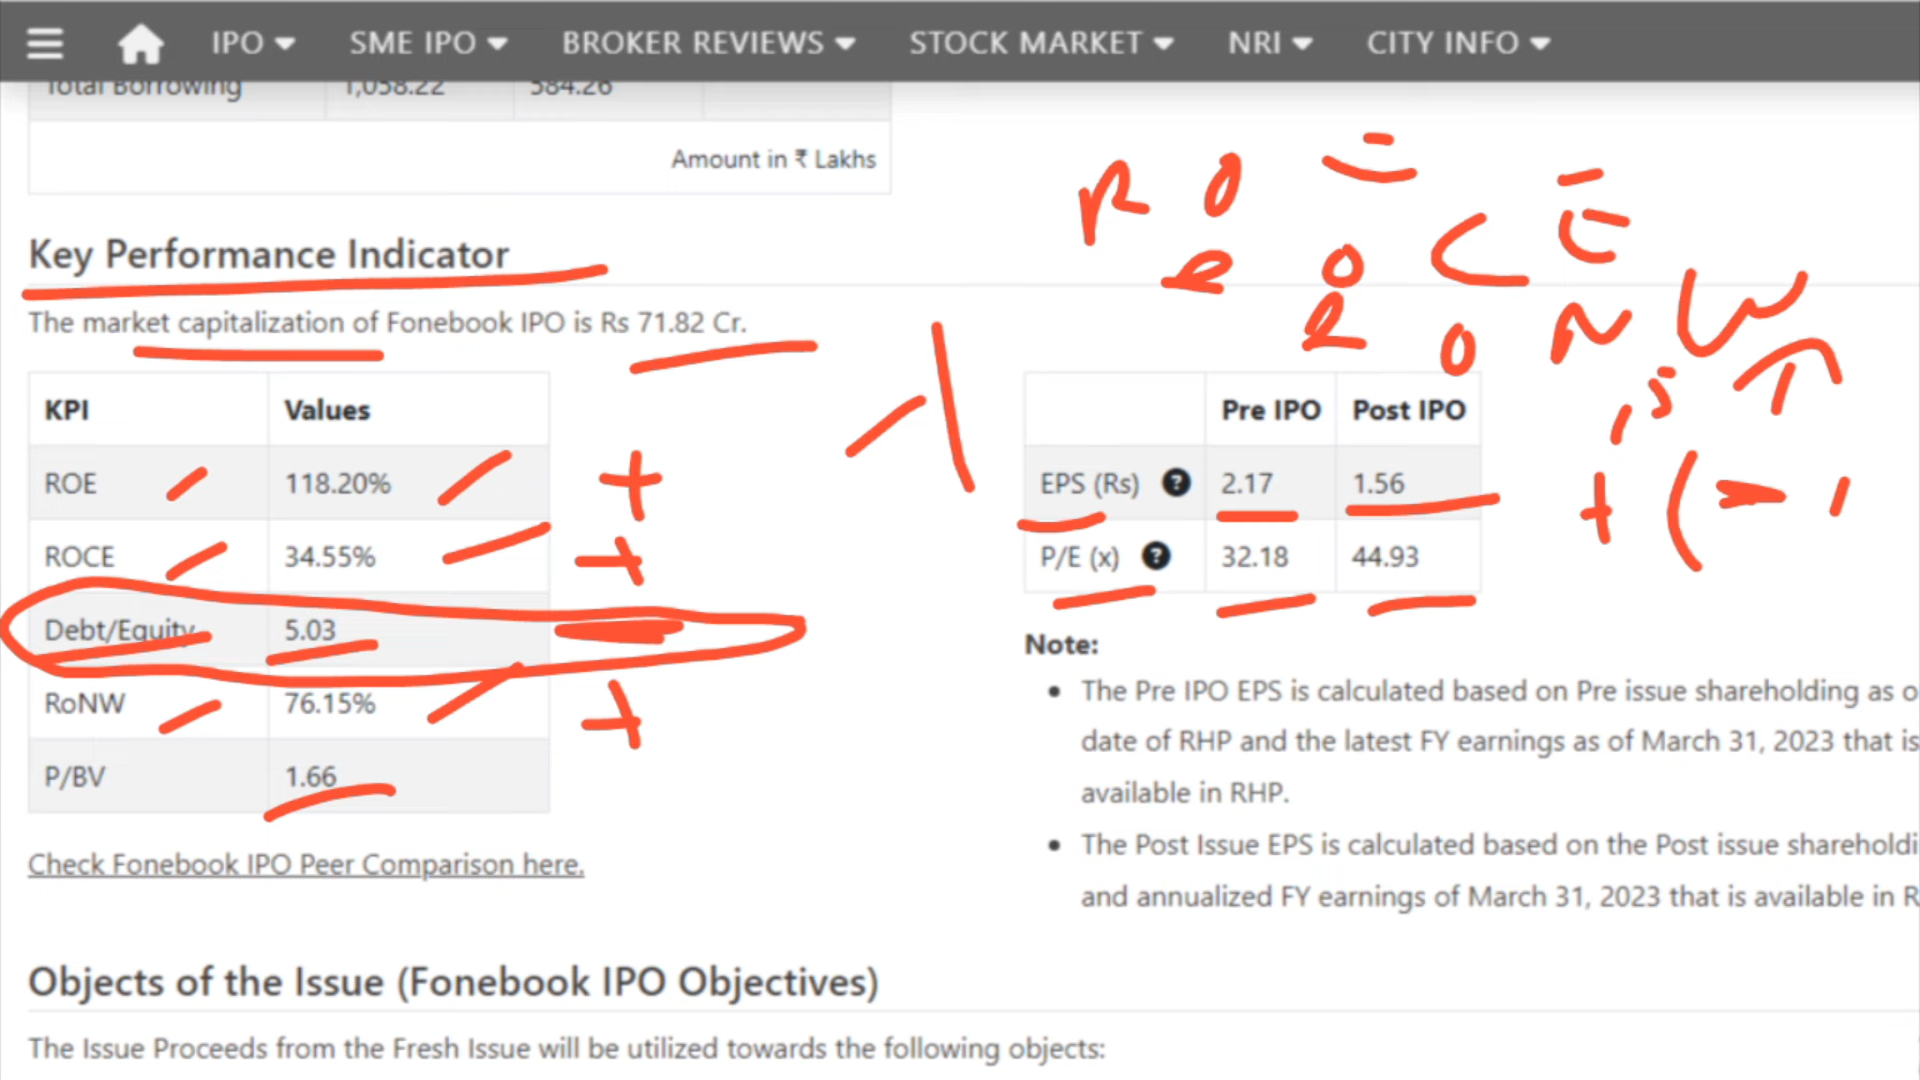 IPO SME IPO BROKER REVIEWS STOCK MARKET NRI CITY INFO
Total Borrowing 1,058.22 584.26
Amount in ₹ Lakhs
Key Performance Indicator
The market capitalization of Fonebook IPO is Rs 71.82 Cr.
KPI Values
ROE 118.20%
ROCE 34.55%
Debt/Equity 5.03
RoNW 76.15%
P/BV 1.66
Check Fonebook IPO Peer Comparison here.
R O E
R O C E
R O N W
Pre IPO Post IPO
EPS (Rs) ? 2.17 1.56
P/E (x) ? 32.18 44.93
Note:
• The Pre IPO EPS is calculated based on Pre issue shareholding as o
date of RHP and the latest FY earnings as of March 31, 2023 that is
available in RHP.
• The Post Issue EPS is calculated based on the Post issue shareholdi
and annualized FY earnings of March 31, 2023 that is available in R
Objects of the Issue (Fonebook IPO Objectives)
The Issue Proceeds from the Fresh Issue will be utilized towards the following objects: